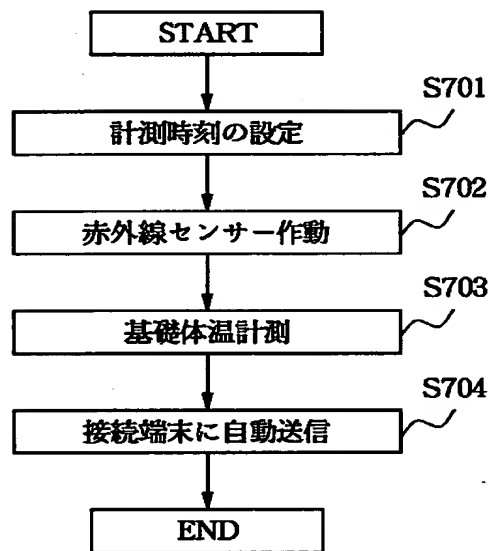 START
S701
計測時刻の設定
S702
赤外線センサー作動
S703
基礎体温計測
S704
接続端末に自動送信
END